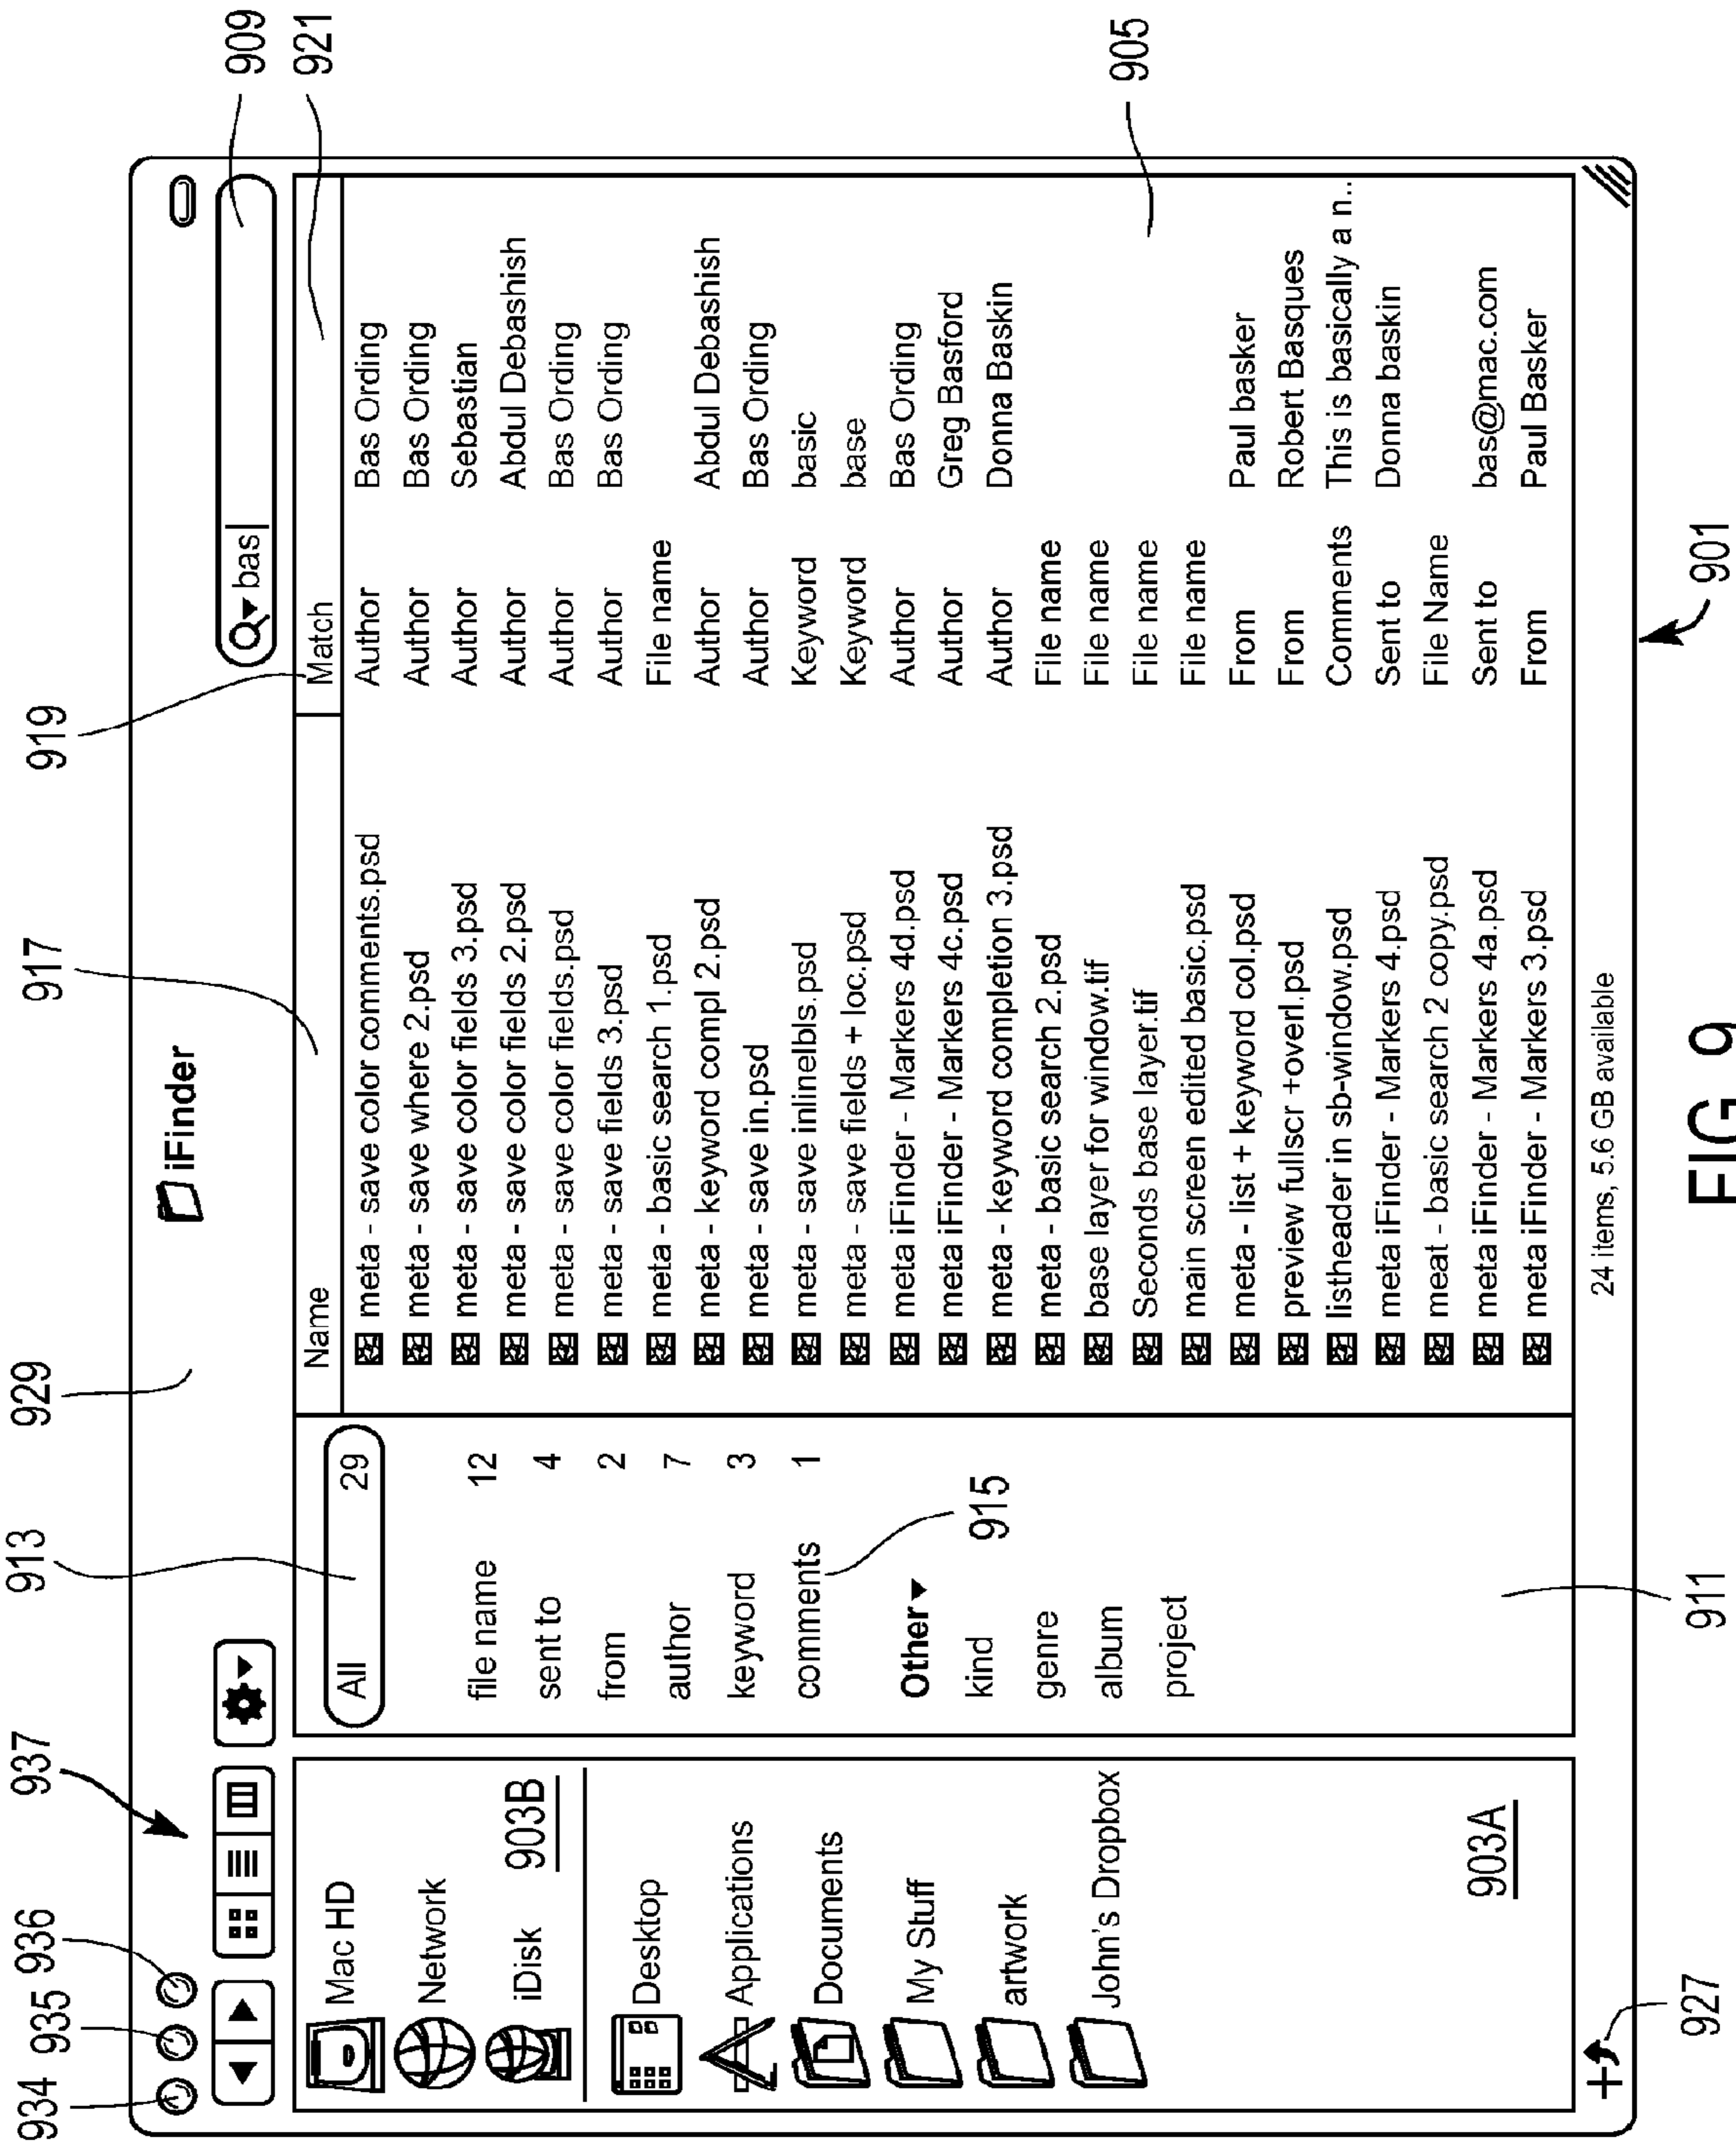 934 935 936 937 913 929 917 919 909
921
iFinder
bas
Mac HD
Network
iDisk
903B
Desktop
Applications
Documents
My Stuff
artwork
John's Dropbox
903A
All 29
file name 12
sent to 4
from 2
author 7
keyword 3
comments 1
915
Other
kind
genre
album
project
Name Match
meta - save color comments.psd Author Bas Ording
meta - save where 2.psd Author Bas Ording
meta - save color fields 3.psd Author Sebastian
meta - save color fields 2.psd Author Abdul Debashish
meta - save color fields.psd Author Bas Ording
meta - save fields 3.psd Author Bas Ording
meta - basic search 1.psd File name
meta - keyword compl 2.psd Author Abdul Debashish
meta - save in.psd Author Bas Ording
meta - save inlinelbls.psd Keyword basic
meta - save fields + loc.psd Keyword base
meta iFinder - Markers 4d.psd Author Bas Ording
meta iFinder - Markers 4c.psd Author Greg Basford
meta - keyword completion 3.psd Author Donna Baskin
meta - basic search 2.psd File name
base layer for window.tif File name
Seconds base layer.tif File name
main screen edited basic.psd File name
meta - list + keyword col.psd From Paul basker
preview fullscr +overl.psd From Robert Basques
listheader in sb-window.psd Comments This is basically a n..
meta iFinder - Markers 4.psd Sent to Donna baskin
meat - basic search 2 copy.psd File Name
meta iFinder - Markers 4a.psd Sent to bas@mac.com
meta iFinder - Markers 3.psd From Paul Basker
905
24 items, 5.6 GB available
927 911 901
FIG. 9